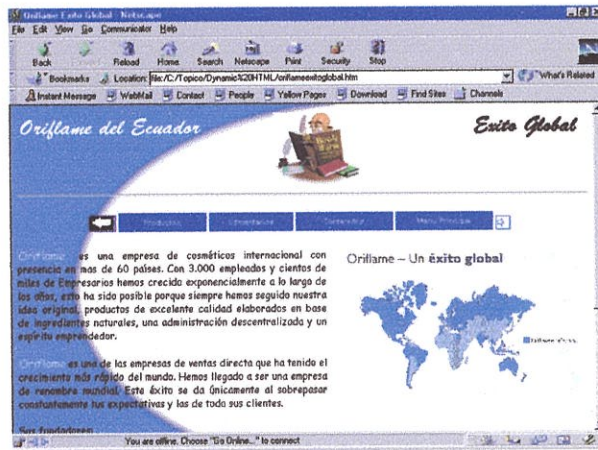 Oriflame Exito Global - Netscape
File Edit View Go Communicator Help
Back Forward Reload Home Search Netscape Print Security Stop
Bookmarks Location: file:/C:/Topico/Dynamic%20HTML/oriflameexitoglobal.htm What's Related
Instant Message WebMail Contact People Yellow Pages Download Find Sites Channels
Oriflame del Ecuador
Exito Global
Productos
Menu Principal
Oriflame es una empresa de cosméticos internacional con
presencia en mas de 60 países. Con 3.000 empleados y cientos de
miles de Empresarios hemos crecido exponencialmente a lo largo de
los años, esto ha sido posible porque siempre hemos seguido nuestra
idea original, productos de excelente calidad elaborados en base
de ingredientes naturales, una administración descentralizada y un
espíritu emprendedor.
Oriflame es una de las empresas de ventas directa que ha tenido el
crecimiento más rápido del mundo. Hemos llegado a ser una empresa
de renombre mundial. Este éxito se da únicamente al sobrepasar
constantemente tus expectativas y las de todo sus clientes.
Sus fundadores
Oriflame – Un éxito global
You are offline. Choose "Go Online..." to connect